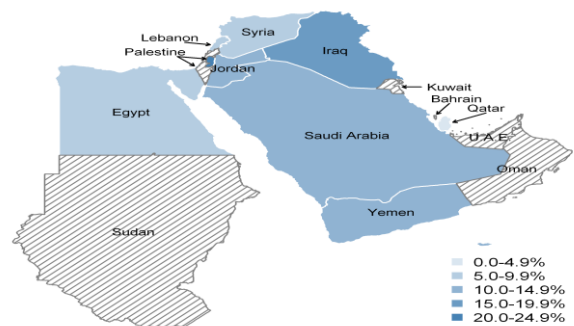 Lebanon
Syria
Palestine
Iraq
Jordan
Kuwait
Bahrain
Qatar
Egypt
Saudi Arabia
U.A.E
Oman
Yemen
Sudan
0.0-4.9%
5.0-9.9%
10.0-14.9%
15.0-19.9%
20.0-24.9%